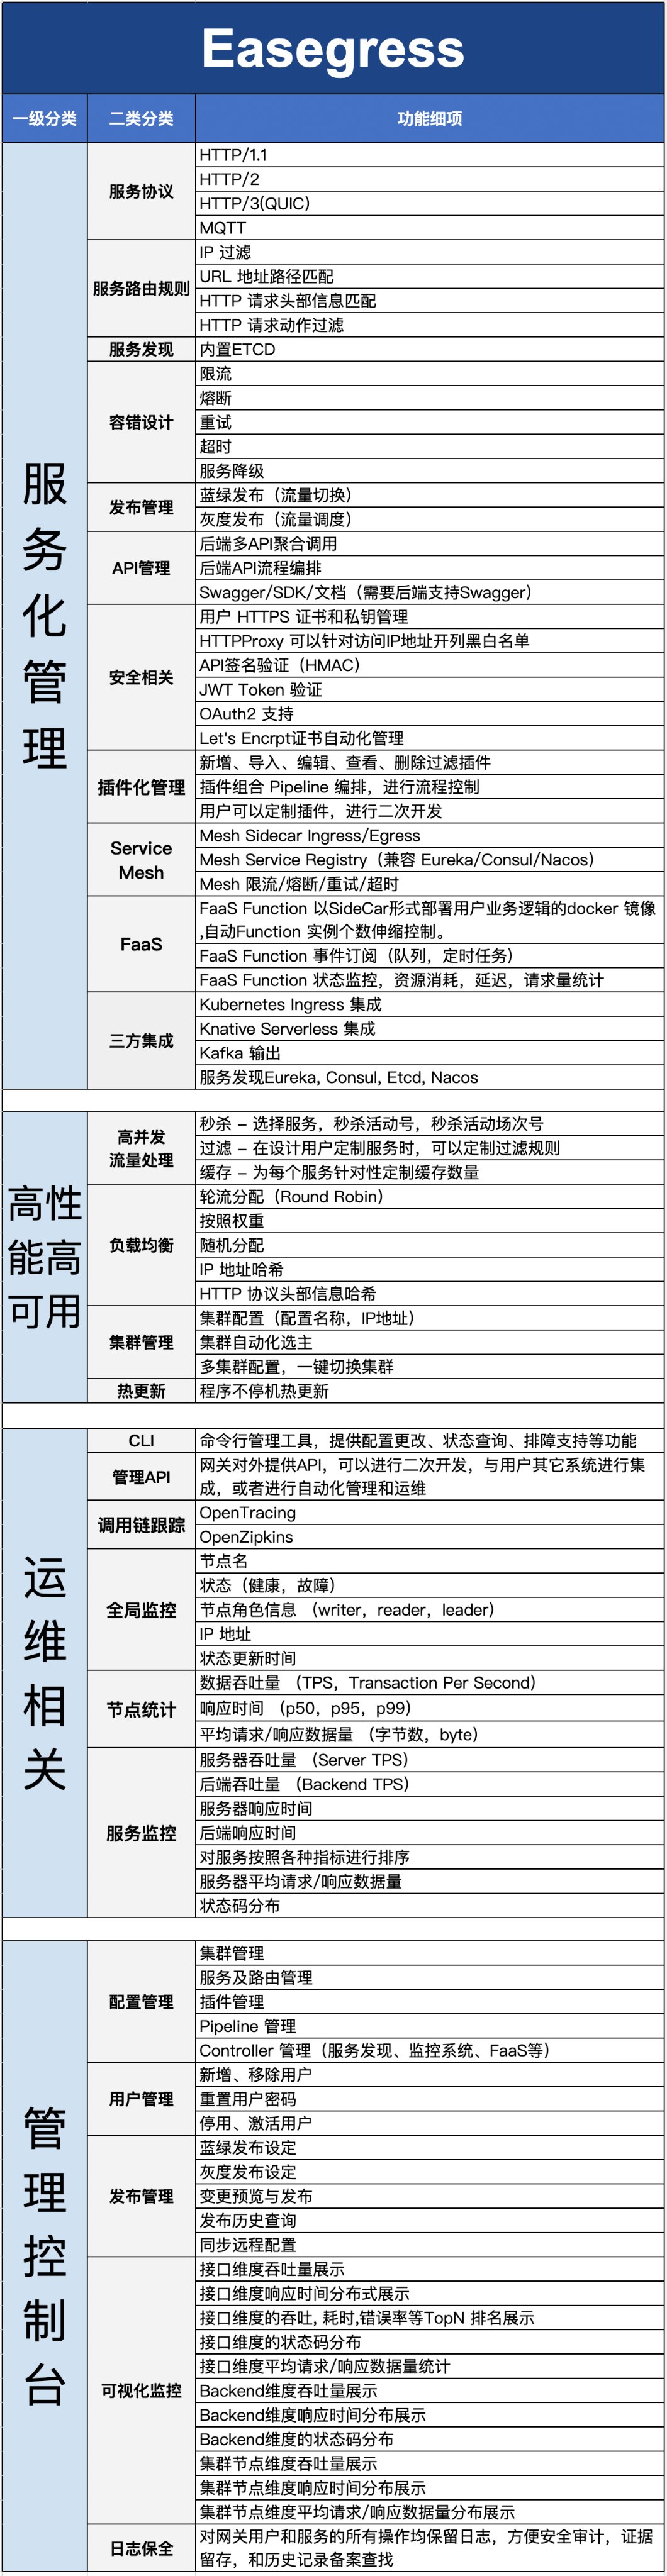 Easegress
一级分类 二类分类 功能细项
服务化管理
服务协议
HTTP/1.1
HTTP/2
HTTP/3(QUIC)
MQTT
服务路由规则
IP 过滤
URL 地址路径匹配
HTTP 请求头部信息匹配
HTTP 请求动作过滤
服务发现
内置ETCD
容错设计
限流
熔断
重试
超时
服务降级
发布管理
蓝绿发布（流量切换）
灰度发布（流量调度）
API管理
后端多API聚合调用
后端API流程编排
Swagger/SDK/文档（需要后端支持Swagger）
安全相关
用户 HTTPS 证书和私钥管理
HTTPProxy 可以针对访问IP地址开列黑白名单
API签名验证（HMAC）
JWT Token 验证
OAuth2 支持
Let's Encrpt证书自动化管理
插件化管理
新增、导入、编辑、查看、删除过滤插件
插件组合 Pipeline 编排，进行流程控制
用户可以定制插件，进行二次开发
Service
Mesh
Mesh Sidecar Ingress/Egress
Mesh Service Registry（兼容 Eureka/Consul/Nacos）
Mesh 限流/熔断/重试/超时
FaaS
FaaS Function 以SideCar形式部署用户业务逻辑的docker 镜像
,自动Function 实例个数伸缩控制。
FaaS Function 事件订阅（队列，定时任务）
FaaS Function 状态监控，资源消耗，延迟，请求量统计
三方集成
Kubernetes Ingress 集成
Knative Serverless 集成
Kafka 输出
服务发现Eureka, Consul, Etcd, Nacos
高性
能高
可用
高并发
流量处理
秒杀 – 选择服务，秒杀活动号，秒杀活动场次号
过滤 – 在设计用户定制服务时，可以定制过滤规则
缓存 – 为每个服务针对性定制缓存数量
负载均衡
轮流分配（Round Robin）
按照权重
随机分配
IP 地址哈希
HTTP 协议头部信息哈希
集群管理
集群配置（配置名称，IP地址）
集群自动化选主
多集群配置，一键切换集群
热更新
程序不停机热更新
运维相关
CLI
命令行管理工具，提供配置更改、状态查询、排障支持等功能
管理API
网关对外提供API，可以进行二次开发，与用户其它系统进行集
成，或者进行自动化管理和运维
调用链跟踪
OpenTracing
OpenZipkins
全局监控
节点名
状态（健康，故障）
节点角色信息 （writer，reader，leader）
IP 地址
状态更新时间
节点统计
数据吞吐量 （TPS，Transaction Per Second）
响应时间 （p50，p95，p99）
平均请求/响应数据量 （字节数，byte）
服务监控
服务器吞吐量 （Server TPS）
后端吞吐量 （Backend TPS）
服务器响应时间
后端响应时间
对服务按照各种指标进行排序
服务器平均请求/响应数据量
状态码分布
管理控制台
配置管理
集群管理
服务及路由管理
插件管理
Pipeline 管理
Controller 管理（服务发现、监控系统、FaaS等）
用户管理
新增、移除用户
重置用户密码
停用、激活用户
发布管理
蓝绿发布设定
灰度发布设定
变更预览与发布
发布历史查询
同步远程配置
可视化监控
接口维度吞吐量展示
接口维度响应时间分布式展示
接口维度的吞吐, 耗时,错误率等TopN 排名展示
接口维度的状态码分布
接口维度平均请求/响应数据量统计
Backend维度吞吐量展示
Backend维度响应时间分布展示
Backend维度的状态码分布
集群节点维度吞吐量展示
集群节点维度响应时间分布展示
集群节点维度平均请求/响应数据量分布展示
日志保全
对网关用户和服务的所有操作均保留日志，方便安全审计，证据
留存，和历史记录备案查找